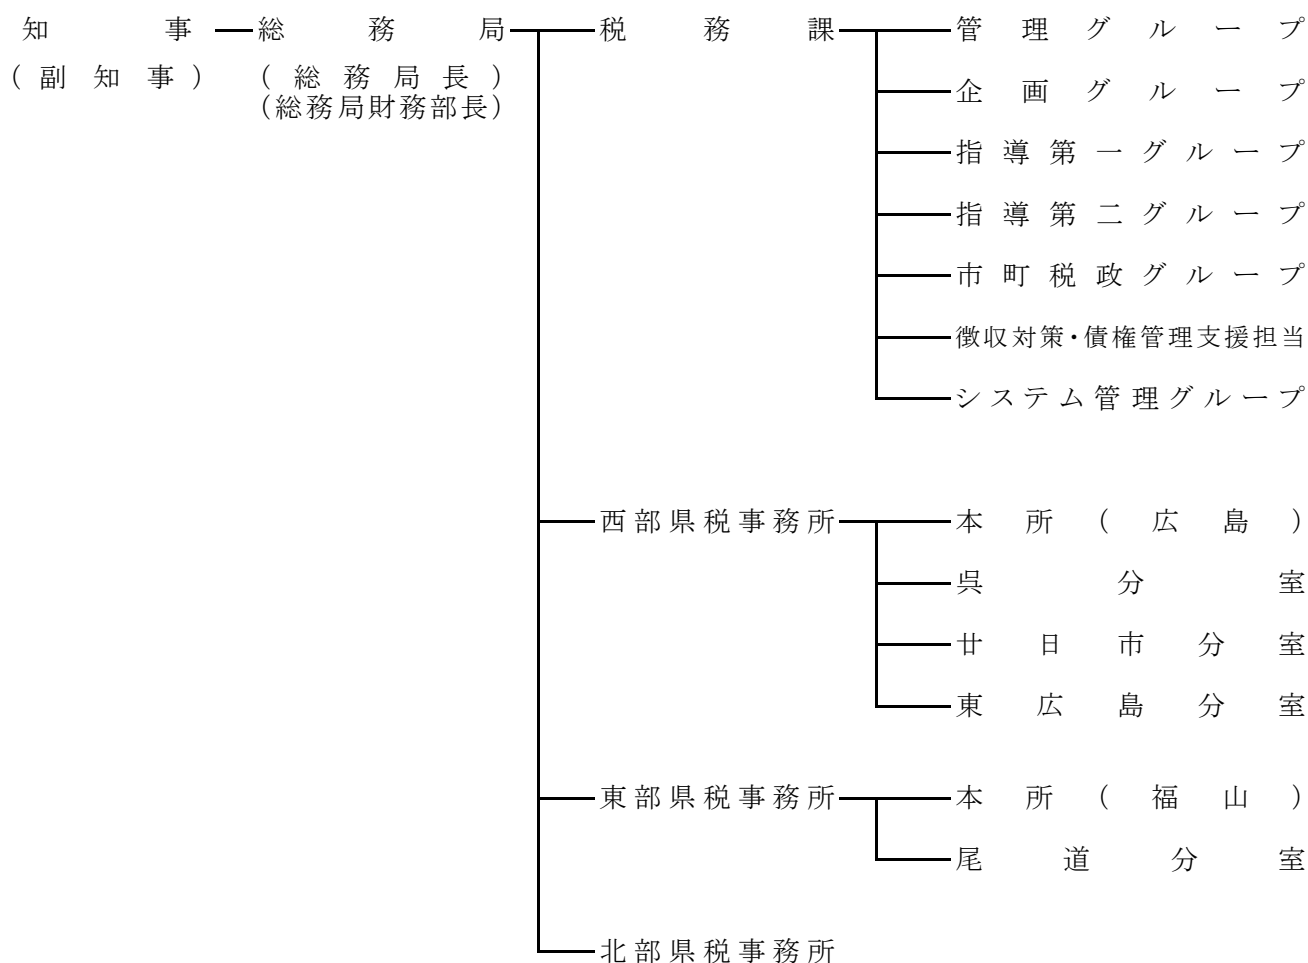 知事 総務局 税務課 管理グループ
(副知事) (総務局長)
(総務局財務部長)
企画グループ
指導第一グループ
指導第二グループ
市町税政グループ
徴収対策・債権管理支援担当
システム管理グループ
西部県税事務所 本所(広島)
呉分室
廿日市分室
東広島分室
東部県税事務所 本所(福山)
尾道分室
北部県税事務所